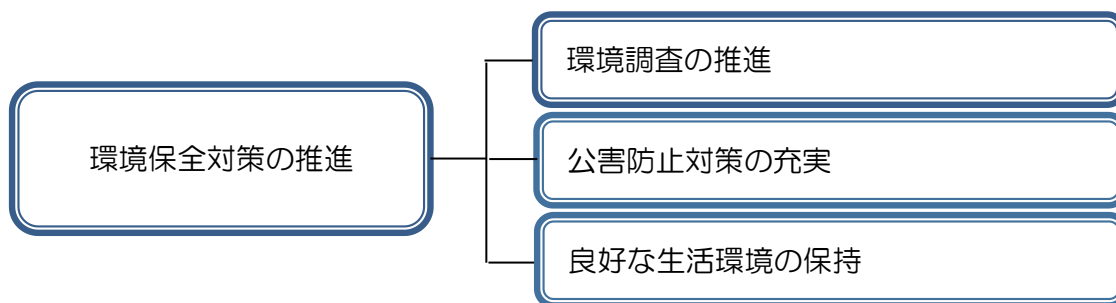 環境保全対策の推進
環境調査の推進
公害防止対策の充実
良好な生活環境の保持